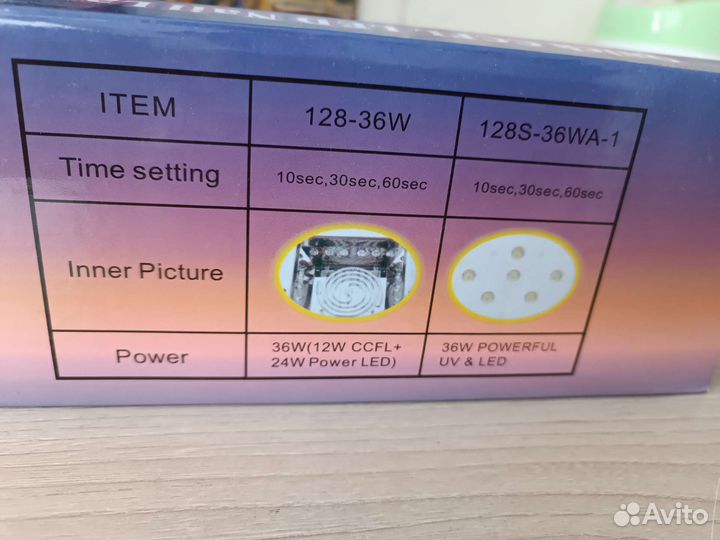 ITEM 128-36W 128S-36WA-1
Time setting 10sec,30sec,60sec 10sec,30sec,60sec
Inner Picture
Power 36W(12W CCFL+ 24W Power LED) 36W POWERFUL UV & LED
Avito